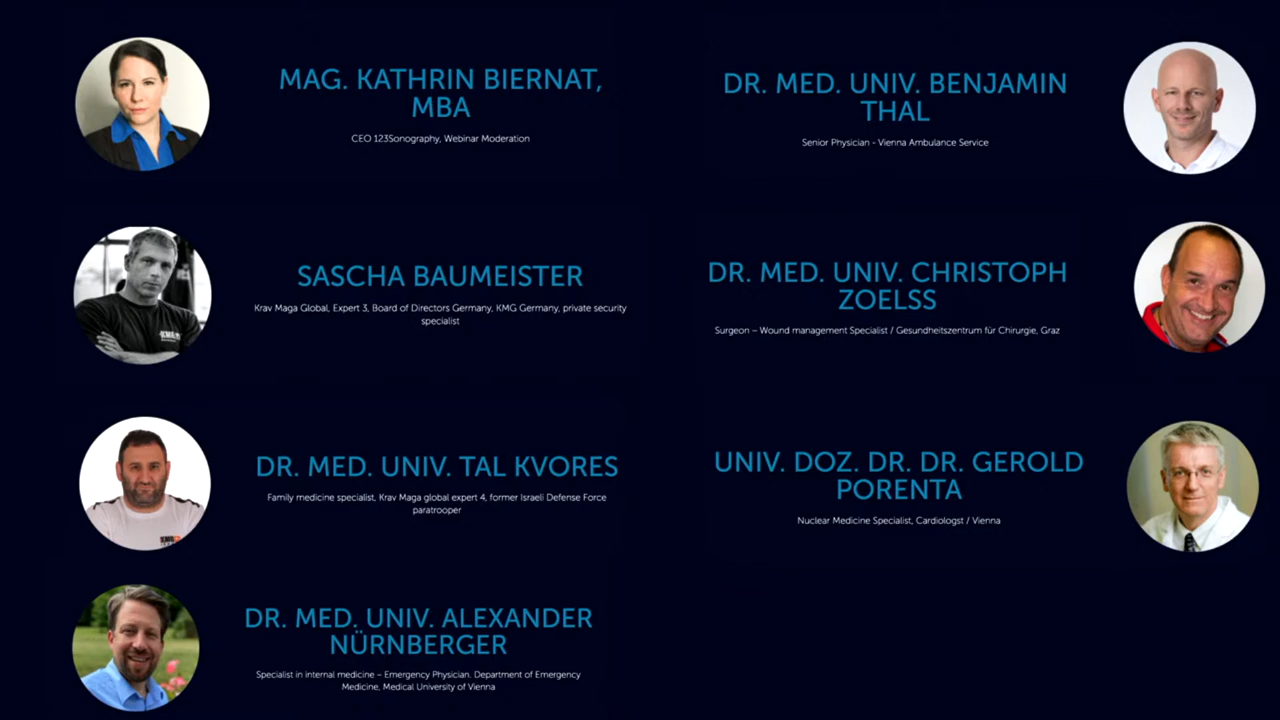 MAG. KATHRIN BIERNAT,
MBA
CEO 123Sonography, Webinar Moderation
SASCHA BAUMEISTER
Krav Maga Global, Expert 3, Board of Directors Germany, KMG Germany, private security
specialist
DR. MED. UNIV. TAL KVORES
Family medicine specialist, Krav Maga global expert 4, former Israeli Defense Force
paratrooper
DR. MED. UNIV. ALEXANDER
NÜRNBERGER
Specialist in internal medicine – Emergency Physician. Department of Emergency
Medicine, Medical University of Vienna
DR. MED. UNIV. BENJAMIN
THAL
Senior Physician - Vienna Ambulance Service
DR. MED. UNIV. CHRISTOPH
ZOELSS
Surgeon – Wound management Specialist / Gesundheitszentrum für Chirurgie, Graz
UNIV. DOZ. DR. DR. GEROLD
PORENTA
Nuclear Medicine Specialist, Cardiologst / Vienna